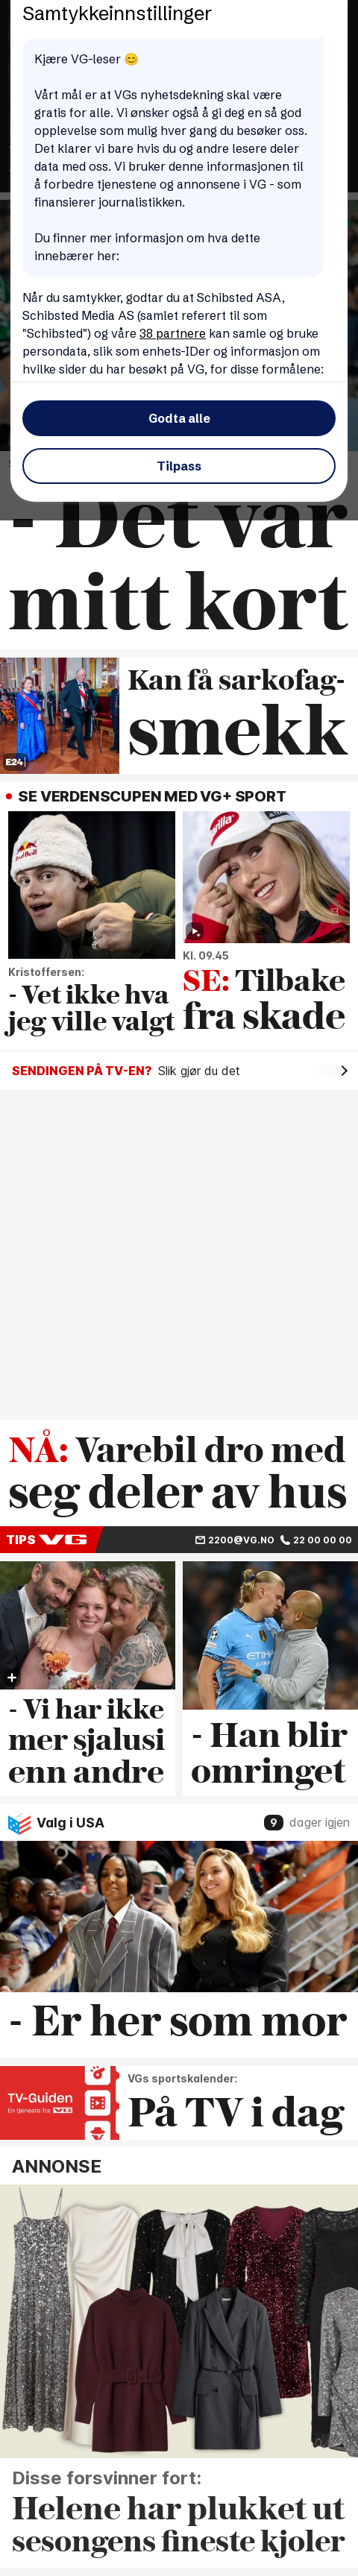 Samtykkeinnstillinger
Kjære VG-leser 😊
Vårt mål er at VGs nyhetsdekning skal være
gratis for alle. Vi ønsker også å gi deg en så god
opplevelse som mulig hver gang du besøker oss.
Det klarer vi bare hvis du og andre lesere deler
data med oss. Vi bruker denne informasjonen til
å forbedre tjenestene og annonsene i VG - som
finansierer journalistikken.
Du finner mer informasjon om hva dette
innebærer her:
Når du samtykker, godtar du at Schibsted ASA,
Schibsted Media AS (samlet referert til som
"Schibsted") og våre 38 partnere kan samle og bruke
persondata, slik som enhets-IDer og informasjon om
hvilke sider du har besøkt på VG, for disse formålene:
Godta alle
Tilpass
- Det var
mitt kort
E24
Kan få sarkofag-
smekk
SE VERDENSCUPEN MED VG+ SPORT
Red Bull
Kristoffersen:
- Vet ikke hva
jeg ville valgt
Kl. 09.45
SE: Tilbake
fra skade
SENDINGEN PÅ TV-EN? Slik gjør du det
NÅ: Varebil dro med
seg deler av hus
TIPS VG 2200@VG.NO 22 00 00 00
- Vi har ikke
mer sjalusi
enn andre
- Han blir
omringet
Valg i USA 9 dager igjen
- Er her som mor
TV-Guiden
En tjeneste fra VG
VGs sportskalender:
På TV i dag
ANNONSE
Disse forsvinner fort:
Helene har plukket ut
sesongens fineste kjoler